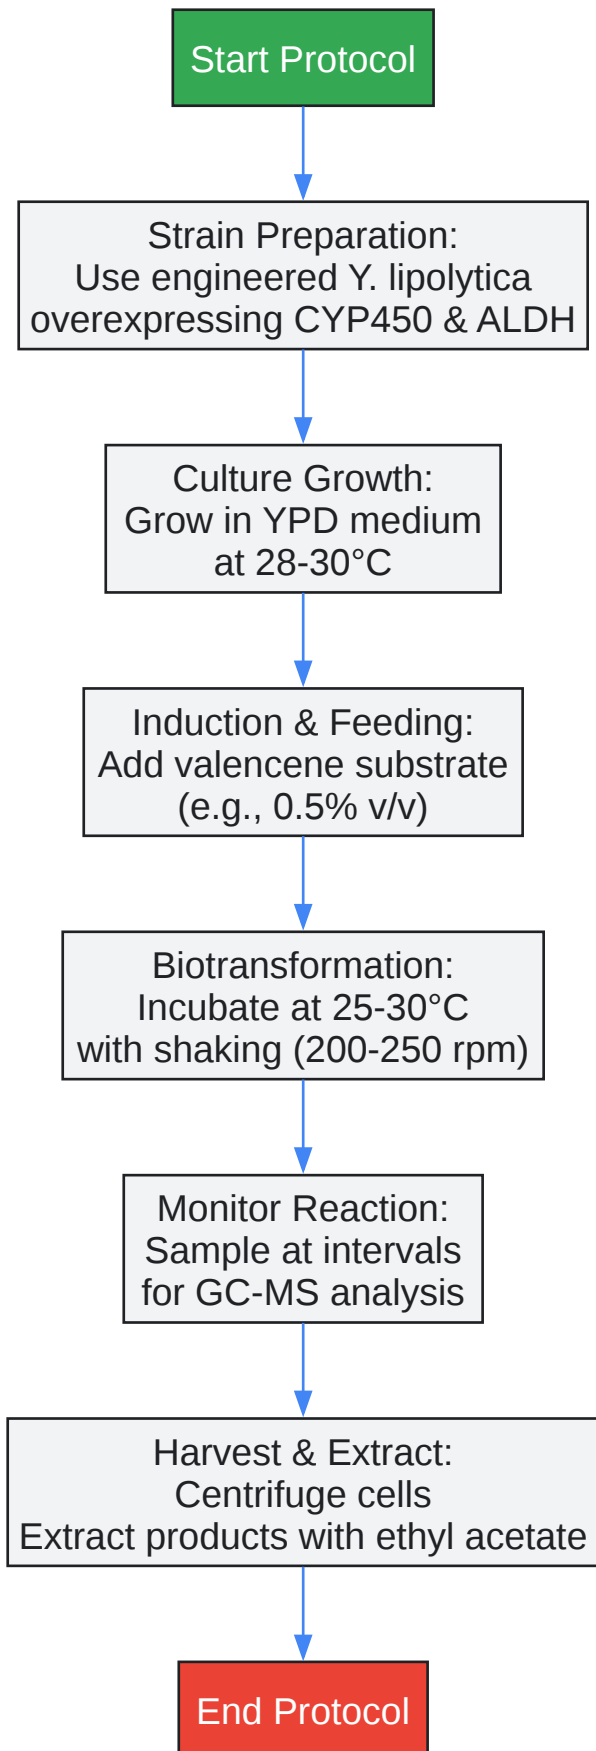 Start Protocol
Strain Preparation:
Use engineered Y. lipolytica
overexpressing CYP450 & ALDH
Culture Growth:
Grow in YPD medium
at 28-30°C
Induction & Feeding:
Add valencene substrate
(e.g., 0.5% v/v)
Biotransformation:
Incubate at 25-30°C
with shaking (200-250 rpm)
Monitor Reaction:
Sample at intervals
for GC-MS analysis
Harvest & Extract:
Centrifuge cells
Extract products with ethyl acetate
End Protocol